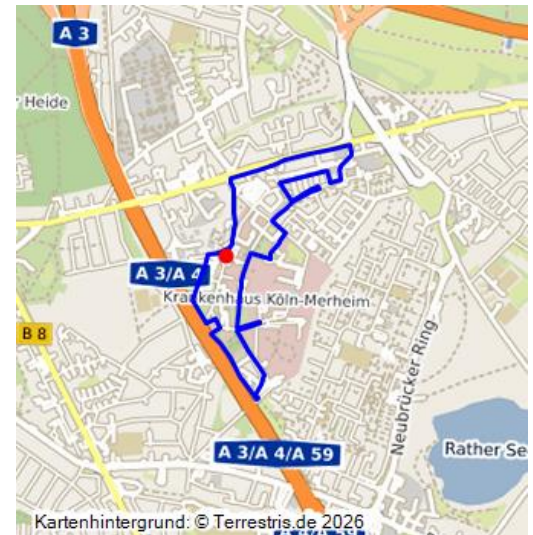 A 3
r Heide
A 3/A 4
Krankenhaus Köln-Merheim
B 8
Neubrücker Ring
A 3/A 4/A 59
Rather Se
Kartenhintergrund: © Terrestris.de 2026